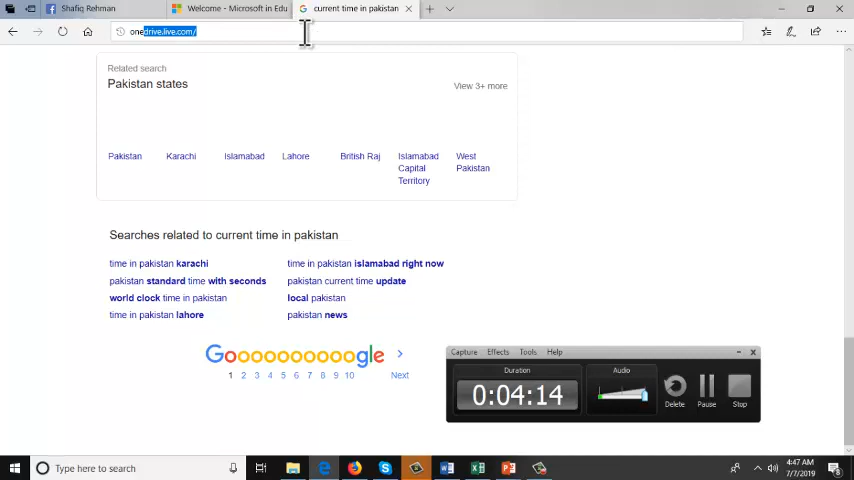 Shafiq Rehman
Welcome - Microsoft in Edu
current time in pakistan
onedrive.live.com/
Related search
Pakistan states
View 3+ more
Pakistan
Karachi
Islamabad
Lahore
British Raj
Islamabad
Capital
Territory
West
Pakistan
Searches related to current time in pakistan
time in pakistan karachi
time in pakistan islamabad right now
pakistan standard time with seconds
pakistan current time update
world clock time in pakistan
local pakistan
time in pakistan lahore
pakistan news
Goooooooooogle
1 2 3 4 5 6 7 8 9 10 Next
Capture Effects Tools Help
Duration
Audio
0:04:14
Delete
Pause
Stop
Type here to search
4:47 AM
7/7/2019